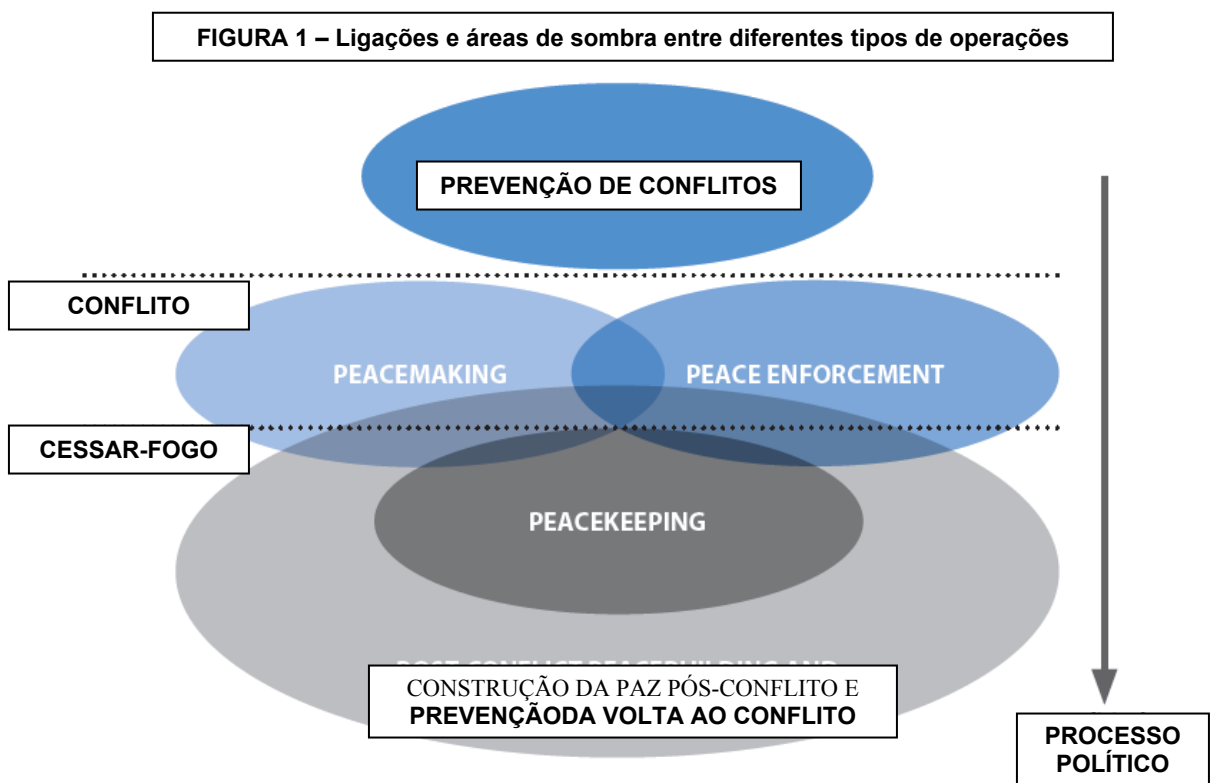 FIGURA 1 – Ligações e áreas de sombra entre diferentes tipos de operações
PREVENÇÃO DE CONFLITOS
CONFLITO
PEACEMAKING
PEACE ENFORCEMENT
CESSAR-FOGO
PEACEKEEPING
CONSTRUÇÃO DA PAZ PÓS-CONFLITO E
PREVENÇÃODA VOLTA AO CONFLITO
PROCESSO
POLÍTICO